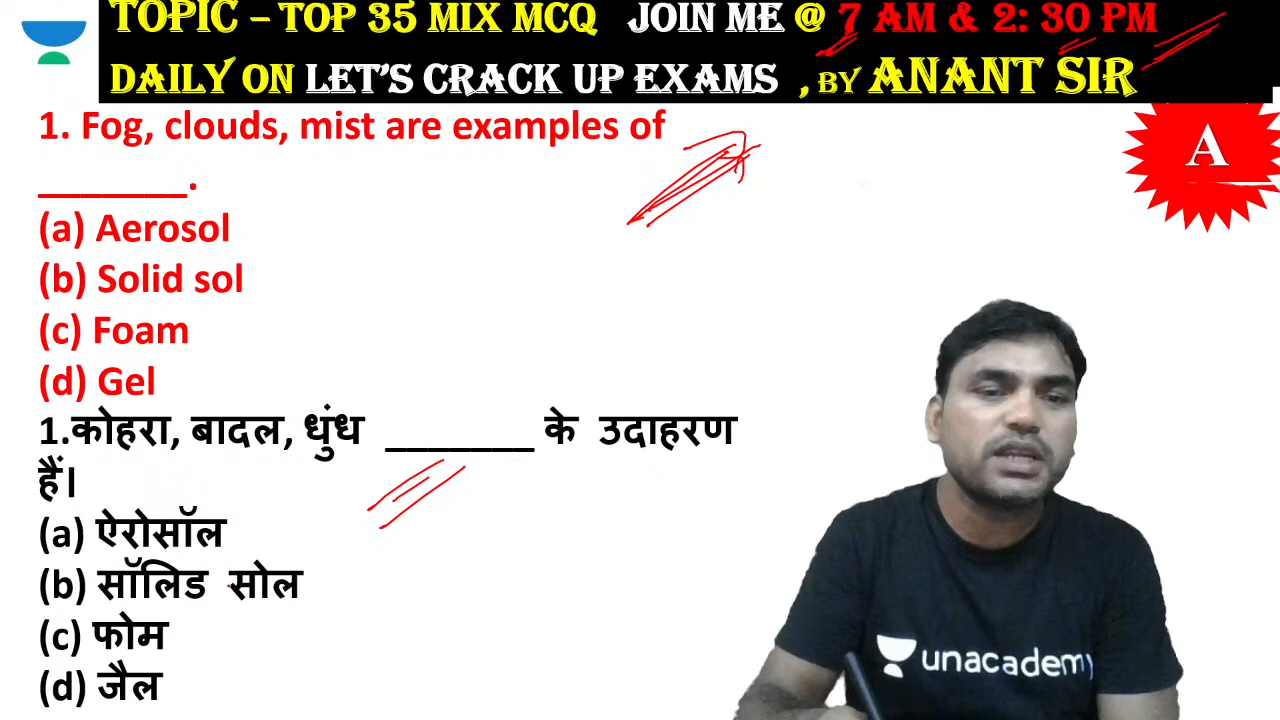 TOPIC – TOP 35 MIX MCQ JOIN ME @ 7 AM & 2: 30 PM
DAILY ON LET'S CRACK UP EXAMS , BY ANANT SIR
A
1. Fog, clouds, mist are examples of
_______.
(a) Aerosol
(b) Solid sol
(c) Foam
(d) Gel
1.कोहरा, बादल, धुंध _______ के उदाहरण
हैं।
(a) ऐरोसॉल
(b) सॉलिड सोल
(c) फोम
(d) जैल
unacademy